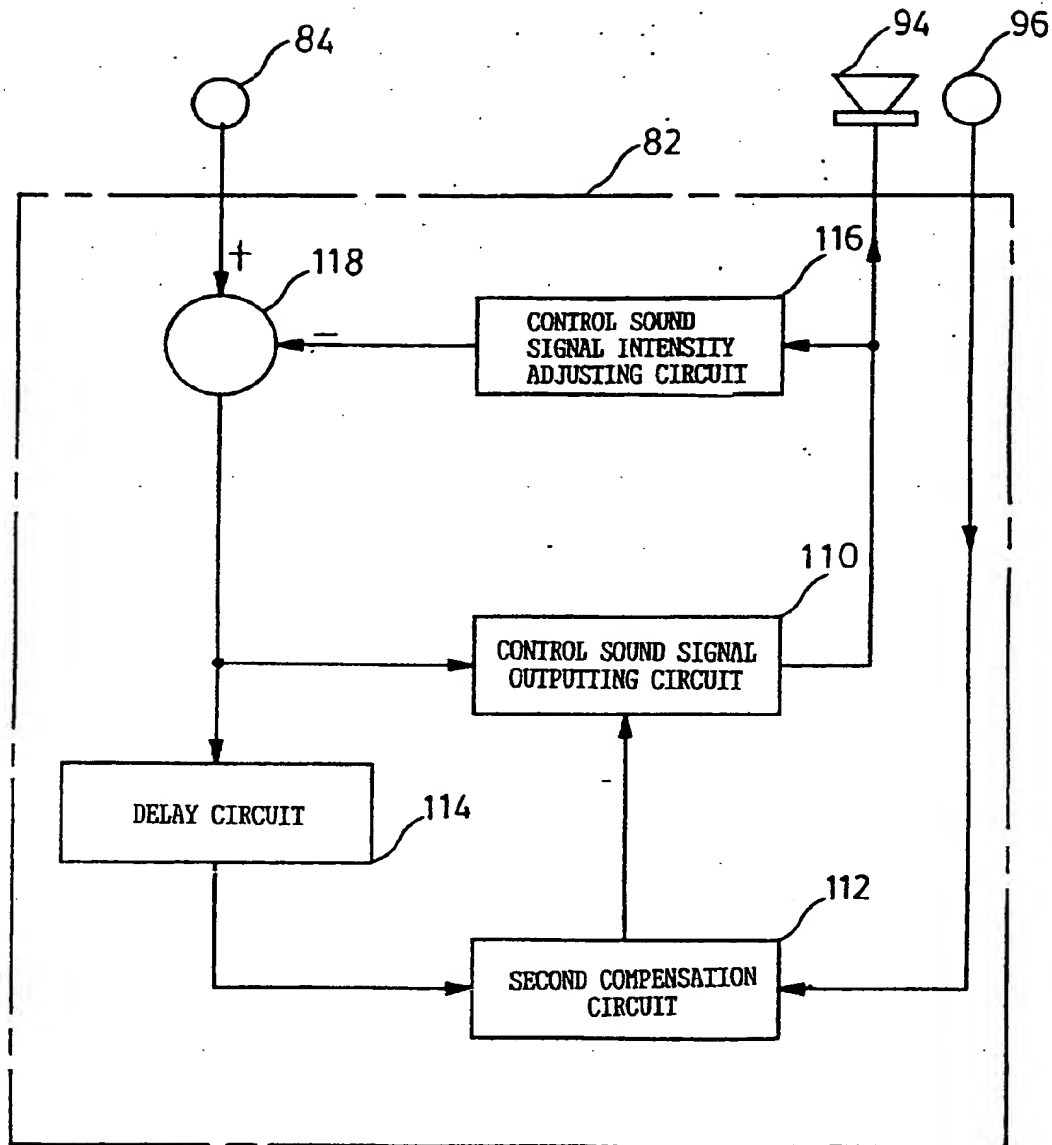 84
94
96
82
+
118
116
−
CONTROL SOUND
SIGNAL INTENSITY
ADJUSTING CIRCUIT
110
CONTROL SOUND SIGNAL
OUTPUTTING CIRCUIT
DELAY CIRCUIT
114
112
SECOND COMPENSATION
CIRCUIT